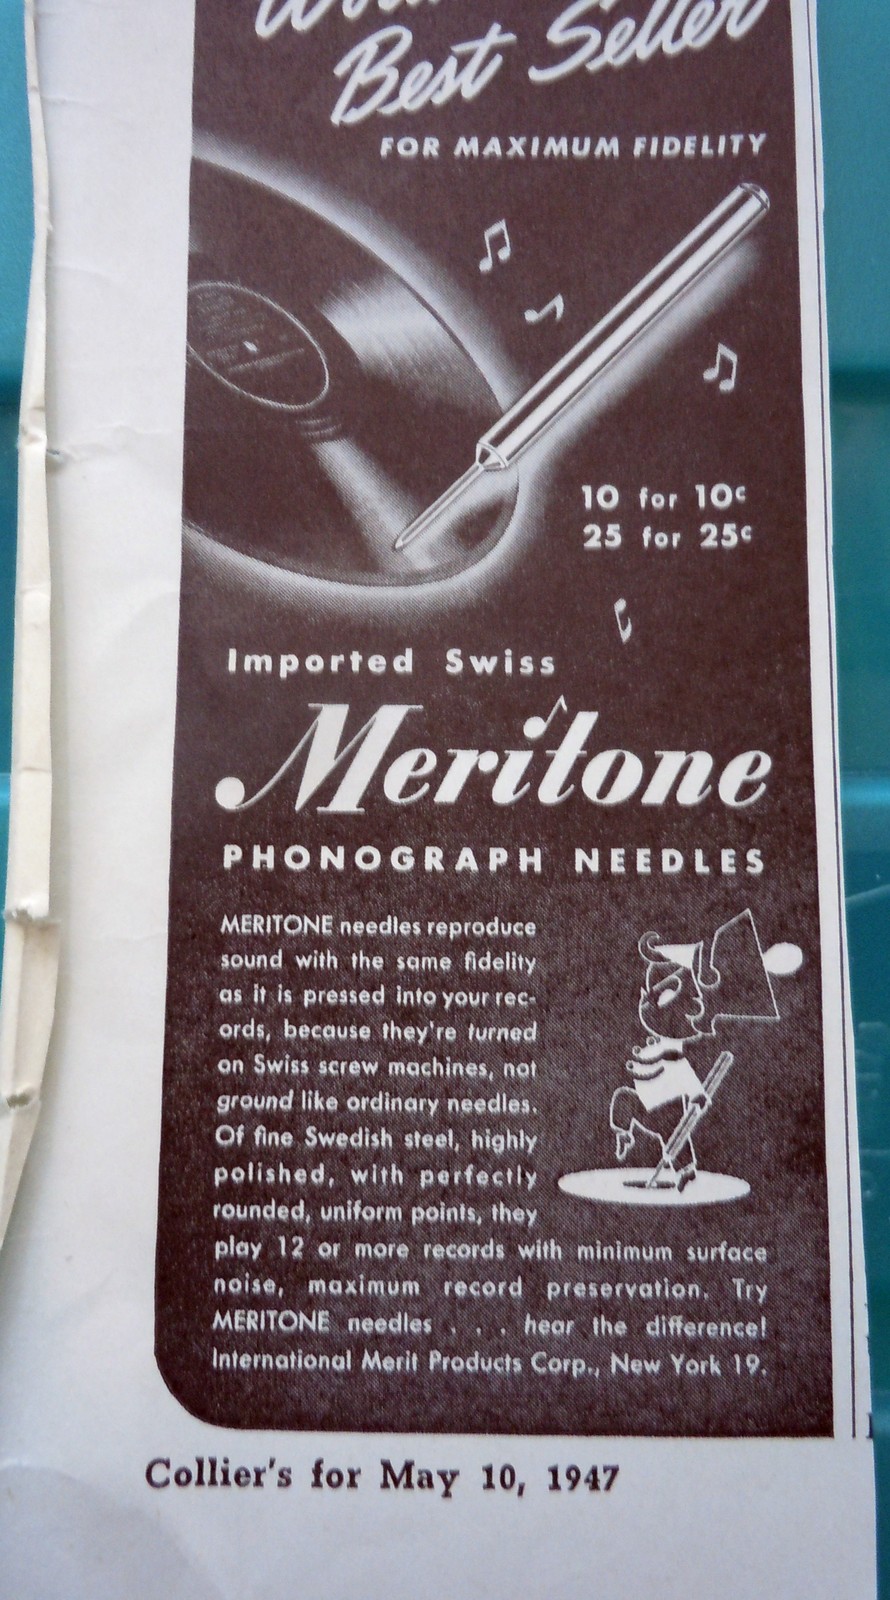 Best Seller
FOR MAXIMUM FIDELITY
10 for 10¢
25 for 25¢
Imported Swiss
Meritone
PHONOGRAPH NEEDLES
MERITONE needles reproduce
sound with the same fidelity
as it is pressed into your rec-
ords, because they're turned
on Swiss screw machines, not
ground like ordinary needles.
Of fine Swedish steel, highly
polished, with perfectly
rounded, uniform points, they
play 12 or more records with minimum surface
noise, maximum record preservation. Try
MERITONE needles . . . hear the difference!
International Merit Products Corp., New York 19.
Collier's for May 10, 1947